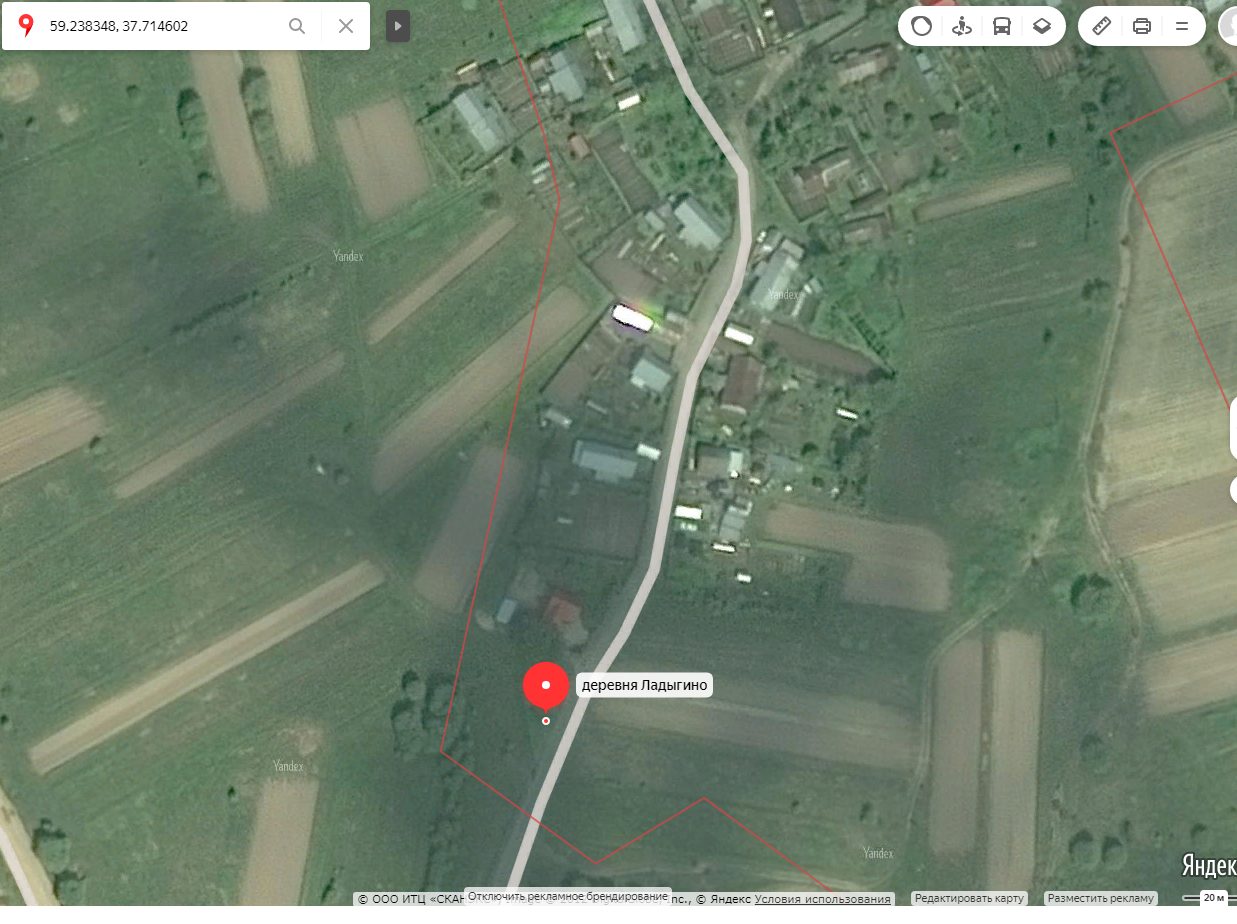 59.238348, 37.714602
Yandex
Yandex
деревня Ладыгино
Yandex
Yandex
Яндек
© ООО ИТЦ «СКАН
Отключить рекламное брендирование
Inc., © Яндекс Условия использования
Редактировать карту
Разместить рекламу
20 м